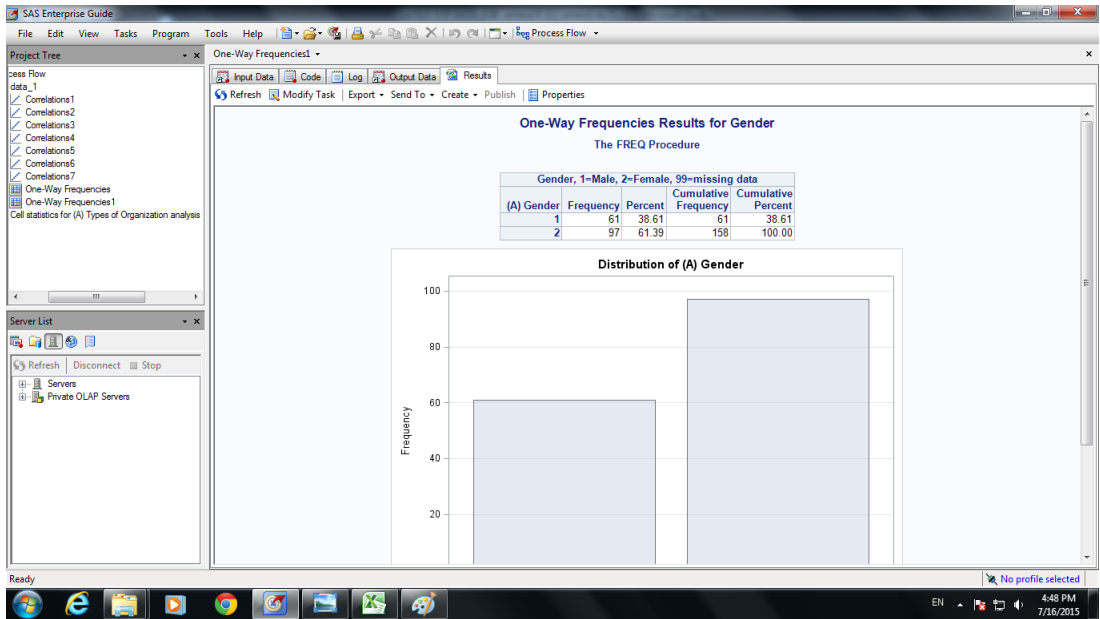 SAS Enterprise Guide
File Edit View Tasks Program Tools Help Process Flow
Project Tree
cess Flow
data_1
Correlations1
Correlations2
Correlations3
Correlations4
Correlations5
Correlations6
Correlations7
One-Way Frequencies
One-Way Frequencies1
Cell statistics for (A) Types of Organization analysis
Server List
Refresh Disconnect Stop
Servers
Private OLAP Servers
One-Way Frequencies1
Input Data Code Log Output Data Results
Refresh Modify Task Export Send To Create Publish Properties
One-Way Frequencies Results for Gender
The FREQ Procedure
Gender, 1=Male, 2=Female, 99=missing data
(A) Gender Frequency Percent Cumulative Frequency Cumulative Percent
1 61 38.61 61 38.61
2 97 61.39 158 100.00
Distribution of (A) Gender
100
80
60
40
20
Frequency
Ready
No profile selected
EN
4:48 PM
7/16/2015